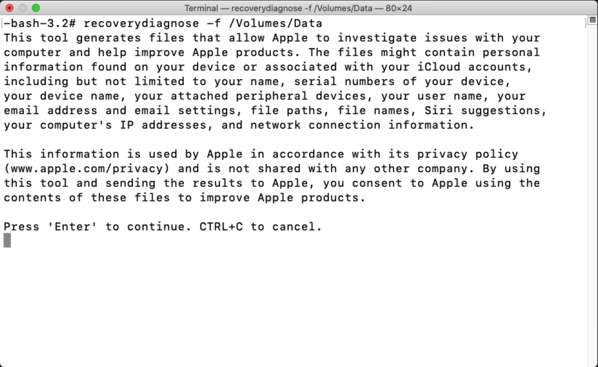 Terminal — recoverydiagnose -f /Volumes/Data — 80×24
-bash-3.2# recoverydiagnose -f /Volumes/Data
This tool generates files that allow Apple to investigate issues with your
computer and help improve Apple products. The files might contain personal
information found on your device or associated with your iCloud accounts,
including but not limited to your name, serial numbers of your device,
your device name, your attached peripheral devices, your user name, your
email address and email settings, file paths, file names, Siri suggestions,
your computer's IP addresses, and network connection information.
This information is used by Apple in accordance with its privacy policy
(www.apple.com/privacy) and is not shared with any other company. By using
this tool and sending the results to Apple, you consent to Apple using the
contents of these files to improve Apple products.
Press 'Enter' to continue. CTRL+C to cancel.